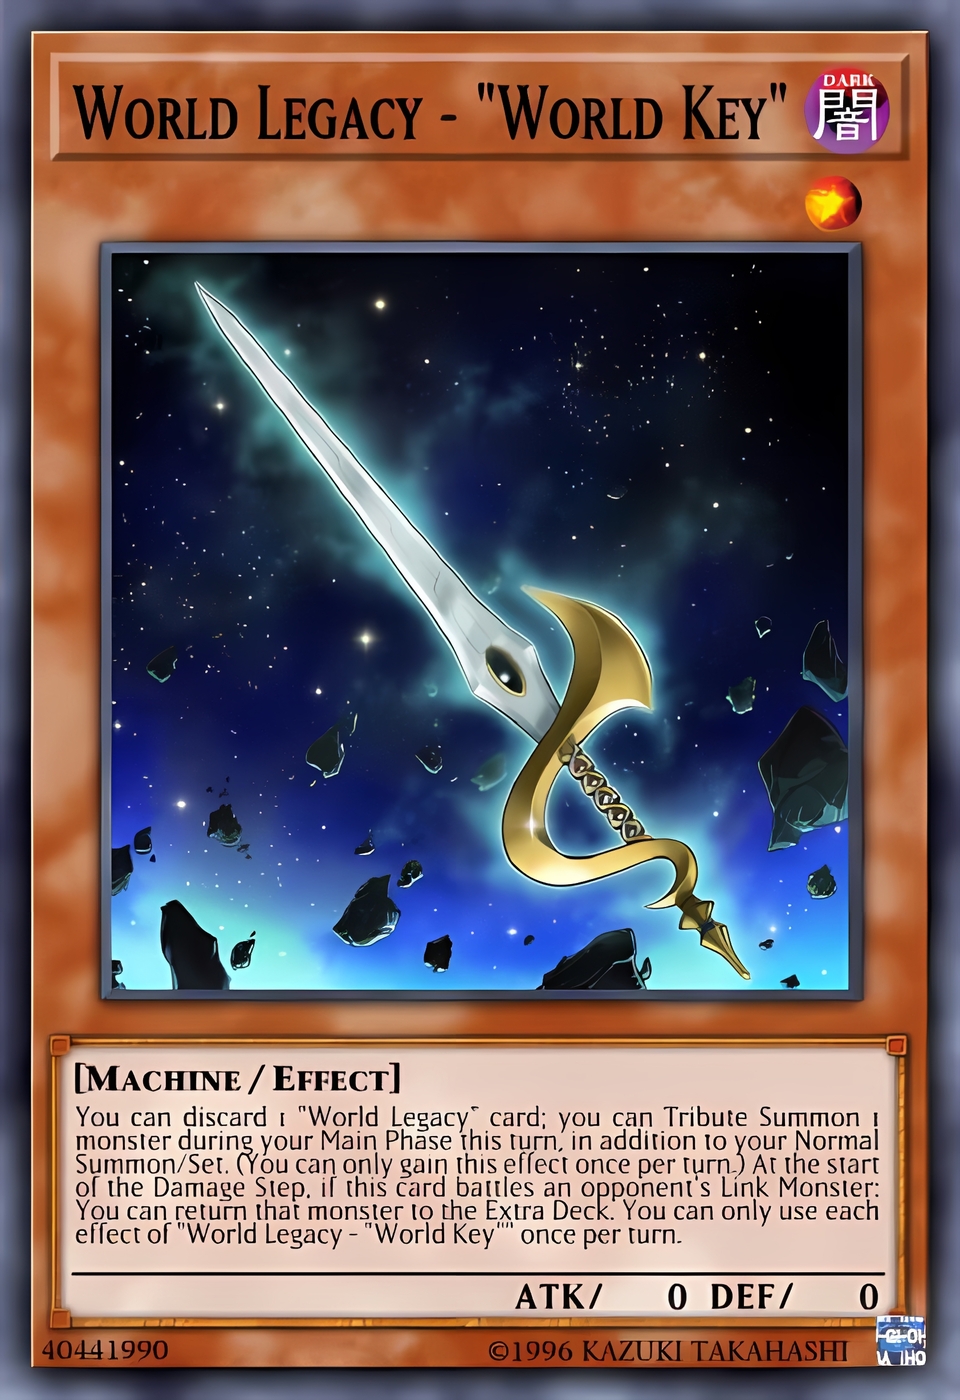 World Legacy - "World Key"
DARK
闇
[Machine / Effect]
You can discard 1 "World Legacy" card; you can Tribute Summon 1
monster during your Main Phase this turn, in addition to your Normal
Summon/Set. (You can only gain this effect once per turn.) At the start
of the Damage Step, if this card battles an opponent's Link Monster:
You can return that monster to the Extra Deck. You can only use each
effect of "World Legacy - "World Key"" once per turn.
ATK/ 0 DEF/ 0
40441990
©1996 KAZUKI TAKAHASHI